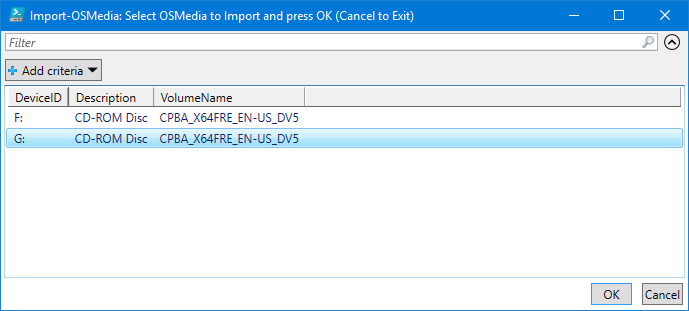 Import-OSMedia: Select OSMedia to Import and press OK (Cancel to Exit)
Filter
Add criteria
DeviceID Description VolumeName
F: CD-ROM Disc CPBA_X64FRE_EN-US_DV5
G: CD-ROM Disc CPBA_X64FRE_EN-US_DV5
OK Cancel